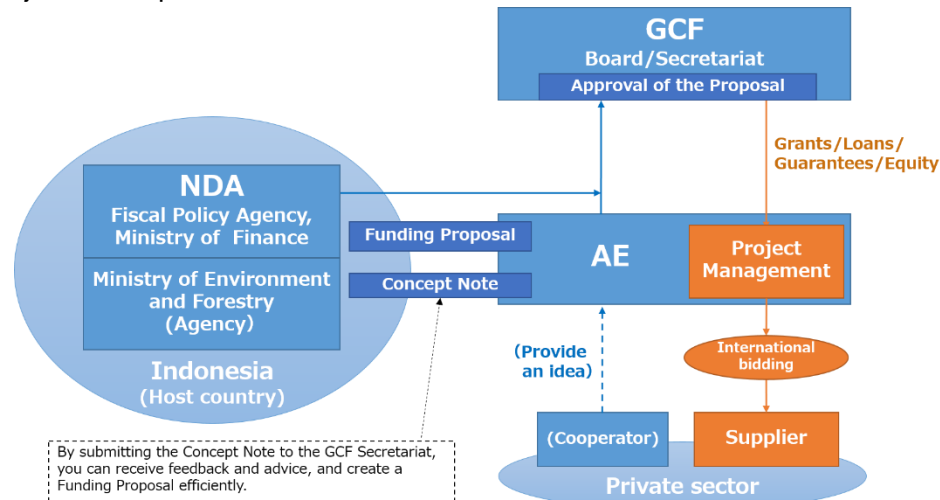 GCF
Board/Secretariat
Approval of the Proposal
Grants/Loans/
Guarantees/Equity
NDA
Fiscal Policy Agency,
Ministry of Finance
Ministry of Environment
and Forestry
(Agency)
Indonesia
(Host country)
Funding Proposal
Concept Note
AE
Project
Management
(Provide
an idea)
International
bidding
(Cooperator)
Supplier
Private sector
By submitting the Concept Note to the GCF Secretariat,
you can receive feedback and advice, and create a
Funding Proposal efficiently.